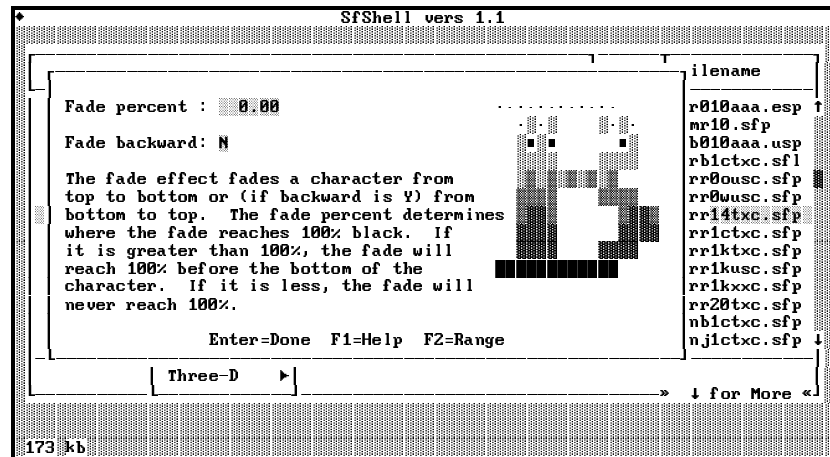 SfShell vers 1.1
ilename
Fade percent : 0.00
Fade backward: N
The fade effect fades a character from
top to bottom or (if backward is Y) from
bottom to top. The fade percent determines
where the fade reaches 100% black. If
it is greater than 100%, the fade will
reach 100% before the bottom of the
character. If it is less, the fade will
never reach 100%.
Enter=Done F1=Help F2=Range
r010aaa.esp ↑
mr10.sfp
b010aaa.usp
rb1ctxc.sfl
rr0ousc.sfp
rr0wusc.sfp
rr14txc.sfp
rr1ctxc.sfp
rr1ktxc.sfp
rr1kusc.sfp
rr1kxxc.sfp
rr20txc.sfp
nb1ctxc.sfp
nj1ctxc.sfp ↓
Three-D ►
» ↓ for More «
173 kb